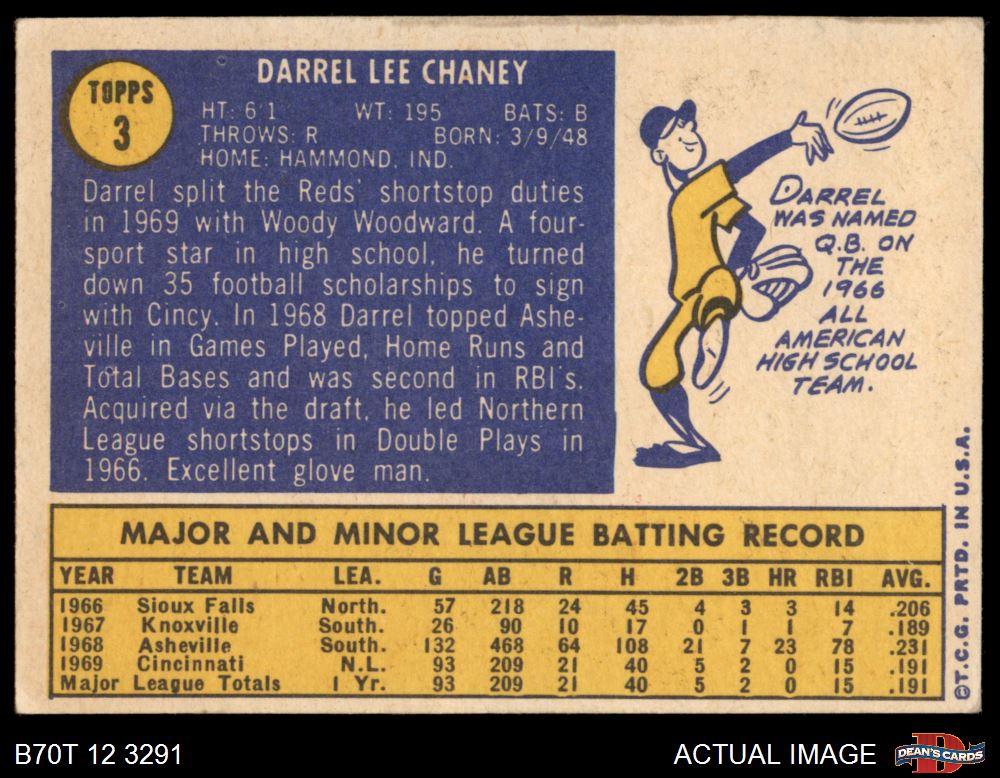 TOPPS
3
DARREL LEE CHANEY
HT: 6'1 WT: 195 BATS: B
THROWS: R BORN: 3/9/48
HOME: HAMMOND, IND.
Darrel split the Reds' shortstop duties
in 1969 with Woody Woodward. A four-
sport star in high school, he turned
down 35 football scholarships to sign
with Cincy. In 1968 Darrel topped Ashe-
ville in Games Played, Home Runs and
Total Bases and was second in RBI's.
Acquired via the draft, he led Northern
League shortstops in Double Plays in
1966. Excellent glove man.
DARREL
WAS NAMED
Q.B. ON
THE
1966
ALL
AMERICAN
HIGH SCHOOL
TEAM.
MAJOR AND MINOR LEAGUE BATTING RECORD
YEAR TEAM LEA. G AB R H 2B 3B HR RBI AVG.
1966 Sioux Falls North. 57 218 24 45 4 3 3 14 .206
1967 Knoxville South. 26 90 10 17 0 1 1 7 .189
1968 Asheville South. 132 468 64 108 21 7 23 78 .231
1969 Cincinnati N.L. 93 209 21 40 5 2 0 15 .191
Major League Totals 1 Yr. 93 209 21 40 5 2 0 15 .191
©T.C.G. PRTD. IN U.S.A.
B70T 12 3291
ACTUAL IMAGE
D
DEAN'S CARDS